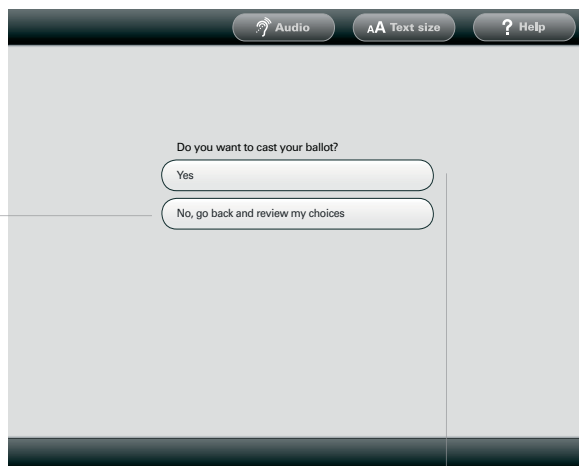 Audio AA Text size ? Help
Do you want to cast your ballot?
Yes
No, go back and review my choices